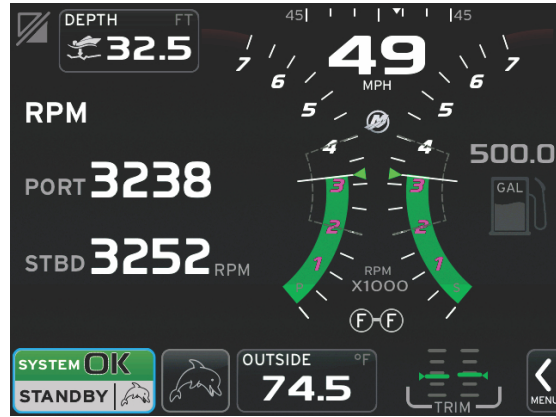 DEPTH FT
32.5
45 45
49
MPH
7 7
6 6
5 5
4 4
3 3
2 2
1 1
RPM
PORT 3238
STBD 3252 RPM
RPM
X1000
P S
F F
500.0
GAL
SYSTEM OK
STANDBY
OUTSIDE °F
74.5
TRIM
MENU